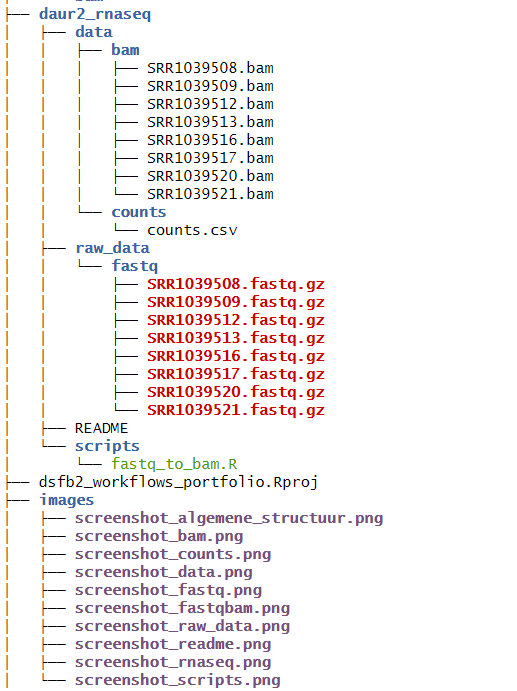 ├── daur2_rnaseq
│   ├── data
│   │   ├── bam
│   │   │   ├── SRR1039508.bam
│   │   │   ├── SRR1039509.bam
│   │   │   ├── SRR1039512.bam
│   │   │   ├── SRR1039513.bam
│   │   │   ├── SRR1039516.bam
│   │   │   ├── SRR1039517.bam
│   │   │   ├── SRR1039520.bam
│   │   │   └── SRR1039521.bam
│   │   └── counts
│   │       └── counts.csv
│   ├── raw_data
│   │   └── fastq
│   │       ├── SRR1039508.fastq.gz
│   │       ├── SRR1039509.fastq.gz
│   │       ├── SRR1039512.fastq.gz
│   │       ├── SRR1039513.fastq.gz
│   │       ├── SRR1039516.fastq.gz
│   │       ├── SRR1039517.fastq.gz
│   │       ├── SRR1039520.fastq.gz
│   │       └── SRR1039521.fastq.gz
│   ├── README
│   └── scripts
│       └── fastq_to_bam.R
├── dsfb2_workflows_portfolio.Rproj
├── images
│   ├── screenshot_algemene_structuur.png
│   ├── screenshot_bam.png
│   ├── screenshot_counts.png
│   ├── screenshot_data.png
│   ├── screenshot_fastq.png
│   ├── screenshot_fastqbam.png
│   ├── screenshot_raw_data.png
│   ├── screenshot_readme.png
│   ├── screenshot_rnaseq.png
│   └── screenshot_scripts.png